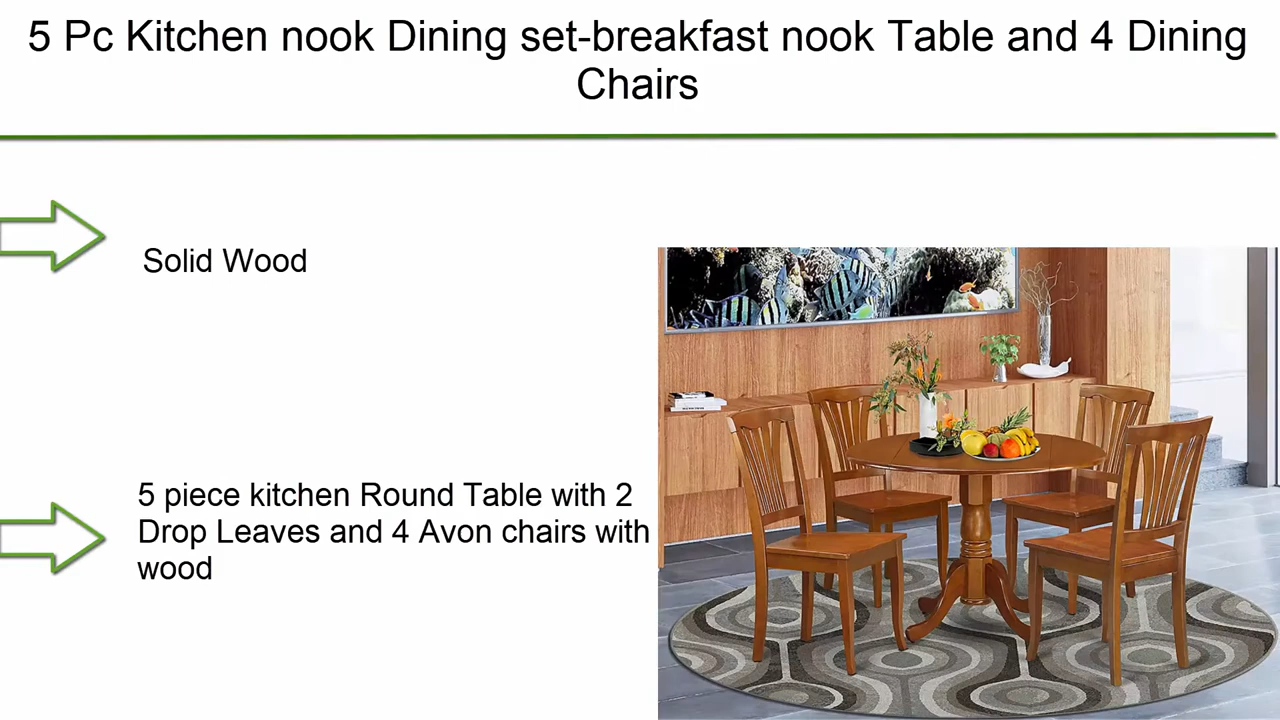 5 Pc Kitchen nook Dining set-breakfast nook Table and 4 Dining
Chairs
Solid Wood
5 piece kitchen Round Table with 2
Drop Leaves and 4 Avon chairs with
wood